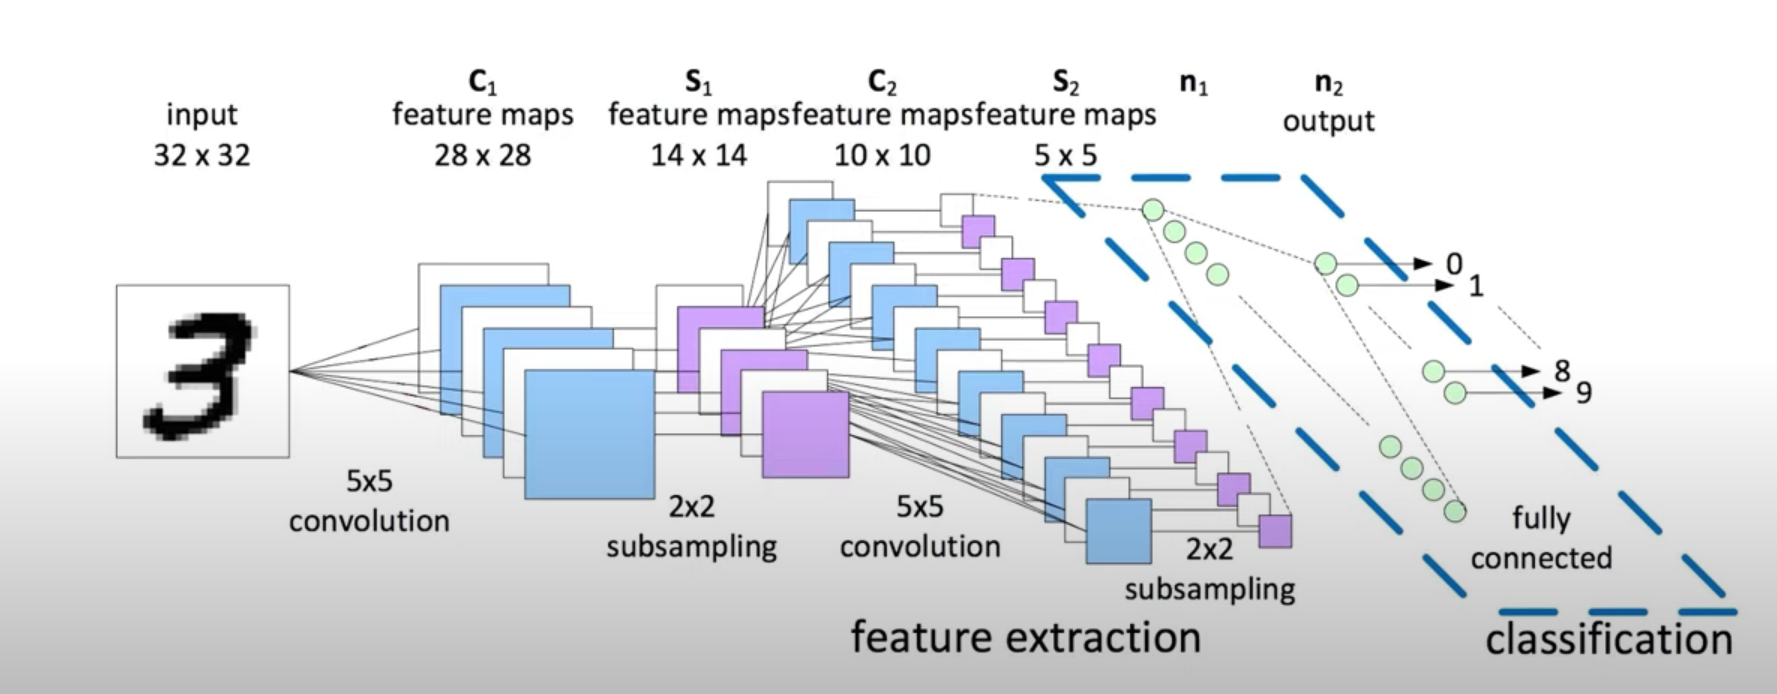 input
32 x 32
C₁
feature maps
28 x 28
S₁
feature maps
14 x 14
C₂
feature maps
10 x 10
S₂
feature maps
5 x 5
n₁
n₂
output
0
1
8
9
5x5
convolution
2x2
subsampling
5x5
convolution
2x2
subsampling
fully
connected
feature extraction
classification